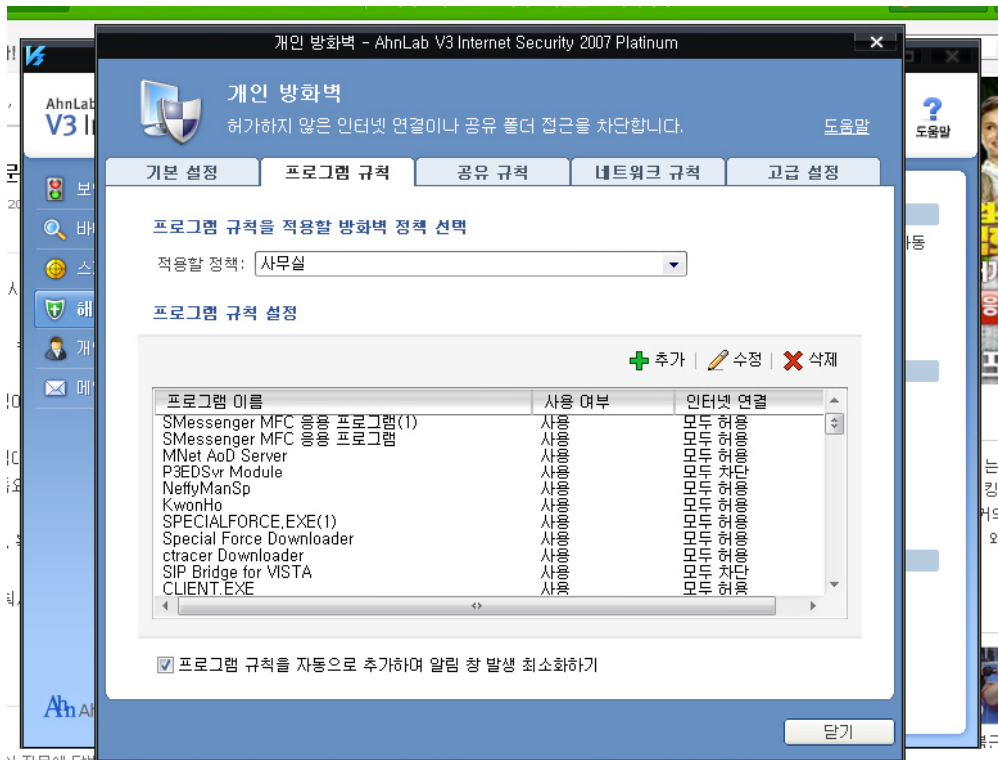 개인 방화벽 - AhnLab V3 Internet Security 2007 Platinum
개인 방화벽
허가하지 않은 인터넷 연결이나 공유 폴더 접근을 차단합니다.
도움말
기본 설정 프로그램 규칙 공유 규칙 네트워크 규칙 고급 설정
프로그램 규칙을 적용할 방화벽 정책 선택
적용할 정책: 사무실
프로그램 규칙 설정
추가 | 수정 | 삭제
프로그램 이름 사용 여부 인터넷 연결
SMessenger MFC 응용 프로그램(1) 사용 모두 허용
SMessenger MFC 응용 프로그램 사용 모두 허용
MNet AoD Server 사용 모두 허용
P3EDSvr Module 사용 모두 차단
NeffyManSp 사용 모두 허용
KwonHo 사용 모두 허용
SPECIALFORCE.EXE(1) 사용 모두 허용
Special Force Downloader 사용 모두 허용
ctracer Downloader 사용 모두 허용
SIP Bridge for VISTA 사용 모두 차단
CLIENT.EXE 사용 모두 허용
프로그램 규칙을 자동으로 추가하며 알림 창 발생 최소화하기
닫기
AhnLab
V3
도움말
Ahn